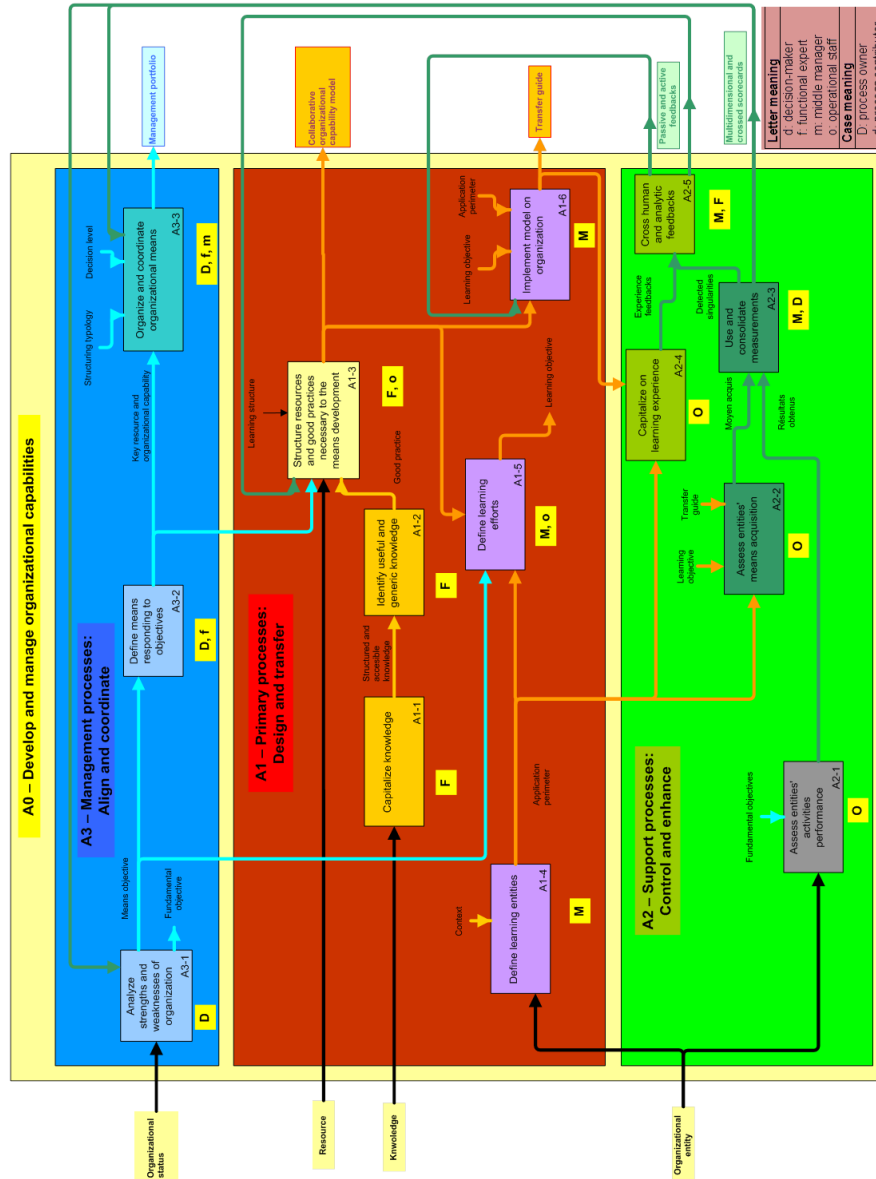 A0 – Develop and manage organizational capabilities
A3 – Management processes:
Align and coordinate
Organizational
status
Analyze
strengths and
weaknesses of
organization
A3-1
D
Means objective
Fundamental
objective
Define means
responding to
objectives
A3-2
D, f
Key resource and
organizational capability
Structuring typology
Decision level
Organize and coordinate
organizational means
A3-3
D, f, m
Management portfolio
A1 – Primary processes:
Design and transfer
Resource
Knwoledge
Capitalize knowledge
A1-1
F
Structured and
accesible
knowledge
Identify useful and
generic knowledge
A1-2
F
Good practice
Learning structure
Structure resources
and good practices
necessary to the
means development
A1-3
F, o
Collaborative
organizational
capability model
Context
Define learning entities
A1-4
M
Application
perimeter
Define learning
efforts
A1-5
M, o
Learning objective
Learning objective
Application
perimeter
Implement model on
organization
A1-6
M
Transfer guide
A2 – Support processes:
Control and enhance
Organizational
entity
Fundamental objectives
Assess entities'
activities
performance
A2-1
O
Learning
objective
Transfer
guide
Assess entities'
means acquisition
A2-2
O
Moyen acquis
Résultats
obtenus
Capitalize on
learning experience
A2-4
O
Use and
consolidate
measurements
A2-3
M, D
Experience
feedbacks
Detected
singularities
Cross human
and analytic
feedbacks
A2-5
M, F
Passive and active
feedbacks
Multidimensional and
crossed scorecards
Letter meaning
d: decision-maker
f: functional expert
m: middle manager
o: operational staff
Case meaning
D: process owner